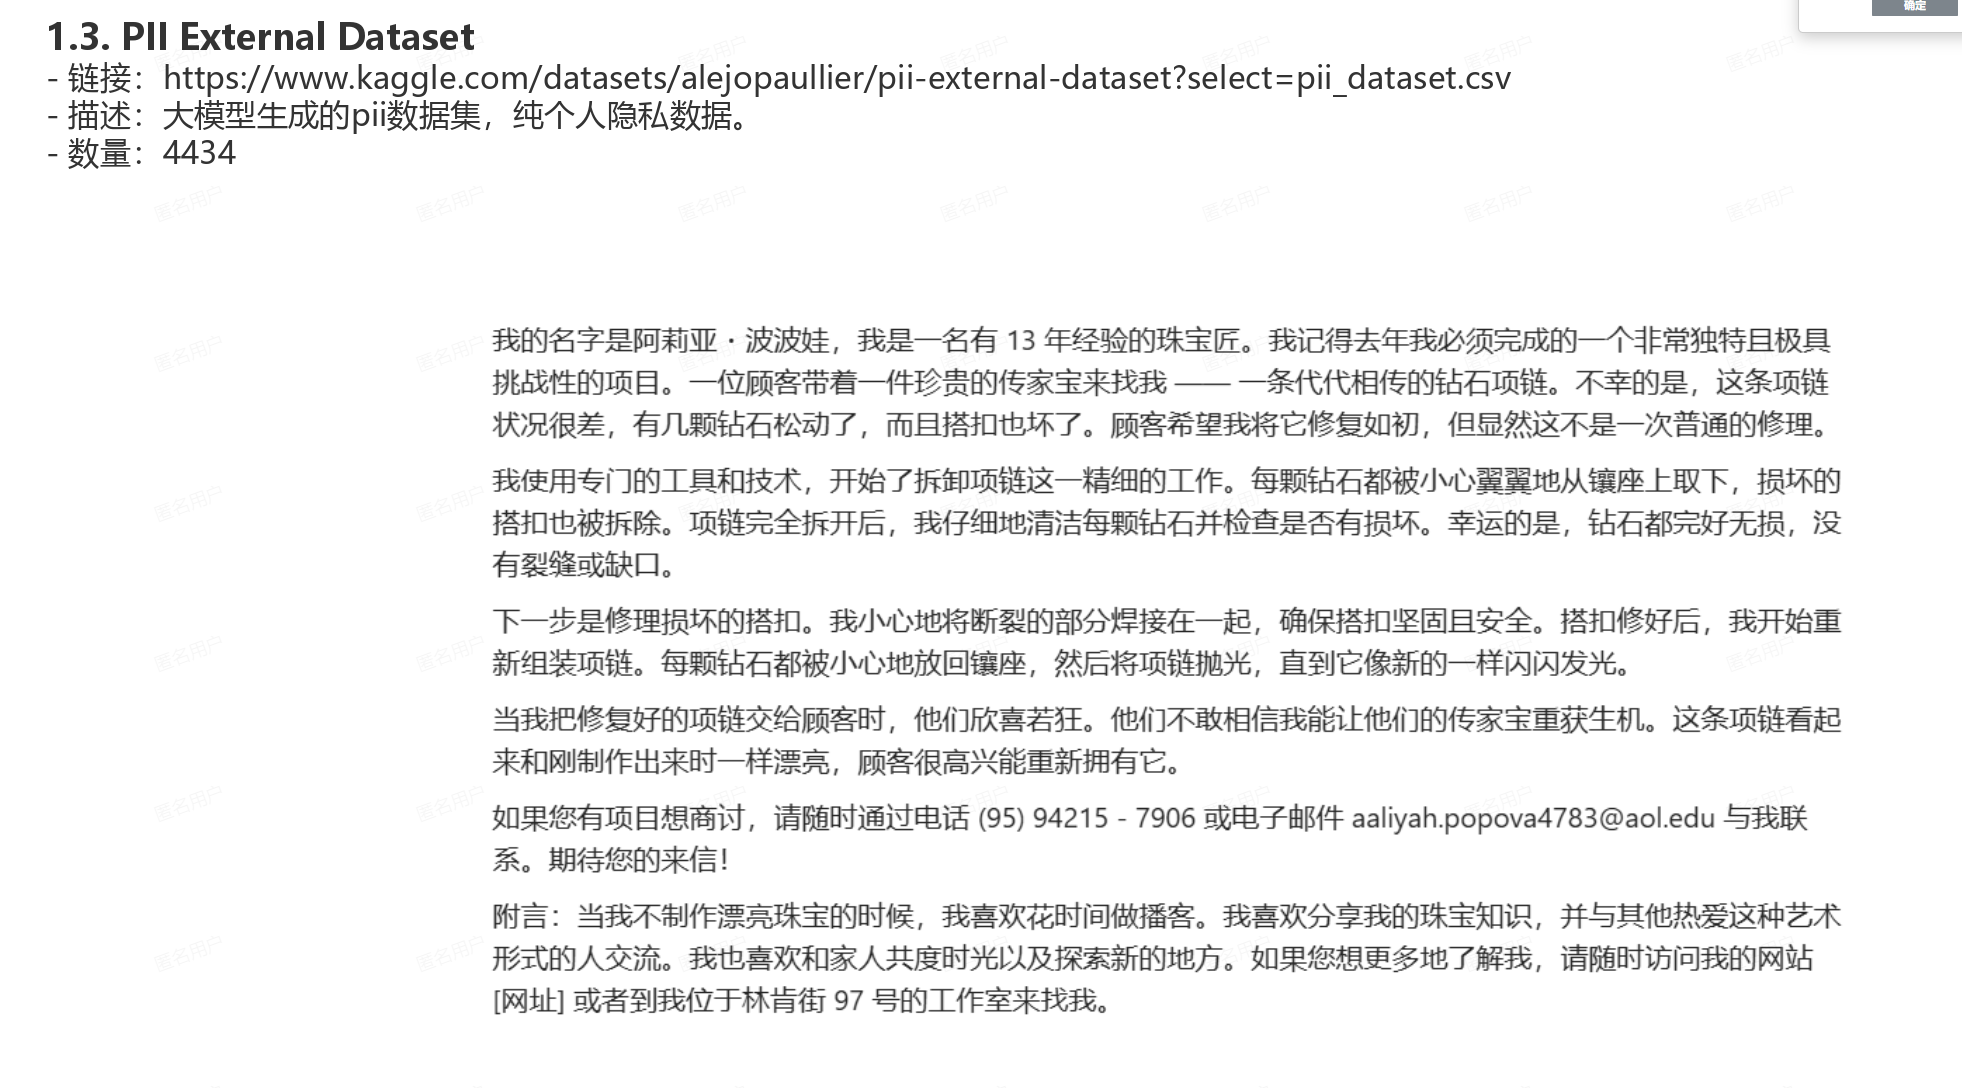 确定
1.3. PII External Dataset
- 链接：https://www.kaggle.com/datasets/alejopaullier/pii-external-dataset?select=pii_dataset.csv
- 描述：大模型生成的pii数据集，纯个人隐私数据。
- 数量：4434
我的名字是阿莉亚・波波娃，我是一名有 13 年经验的珠宝匠。我记得去年我必须完成的一个非常独特且极具
挑战性的项目。一位顾客带着一件珍贵的传家宝来找我 —— 一条代代相传的钻石项链。不幸的是，这条项链
状况很差，有几颗钻石松动了，而且搭扣也坏了。顾客希望我将它修复如初，但显然这不是一次普通的修理。
我使用专门的工具和技术，开始了拆卸项链这一精细的工作。每颗钻石都被小心翼翼地从镶座上取下，损坏的
搭扣也被拆除。项链完全拆开后，我仔细地清洁每颗钻石并检查是否有损坏。幸运的是，钻石都完好无损，没
有裂缝或缺口。
下一步是修理损坏的搭扣。我小心地将断裂的部分焊接在一起，确保搭扣坚固且安全。搭扣修好后，我开始重
新组装项链。每颗钻石都被小心地放回镶座，然后将项链抛光，直到它像新的一样闪闪发光。
当我把修复好的项链交给顾客时，他们欣喜若狂。他们不敢相信我能让他们的传家宝重获生机。这条项链看起
来和刚制作出来时一样漂亮，顾客很高兴能重新拥有它。
如果您有项目想商讨，请随时通过电话 (95) 94215 - 7906 或电子邮件 aaliyah.popova4783@aol.edu 与我联
系。期待您的来信！
附言：当我不制作漂亮珠宝的时候，我喜欢花时间做播客。我喜欢分享我的珠宝知识，并与其他热爱这种艺术
形式的人交流。我也喜欢和家人共度时光以及探索新的地方。如果您想更多地了解我，请随时访问我的网站
[网址] 或者到我位于林肯街 97 号的工作室来找我。
匿名用户